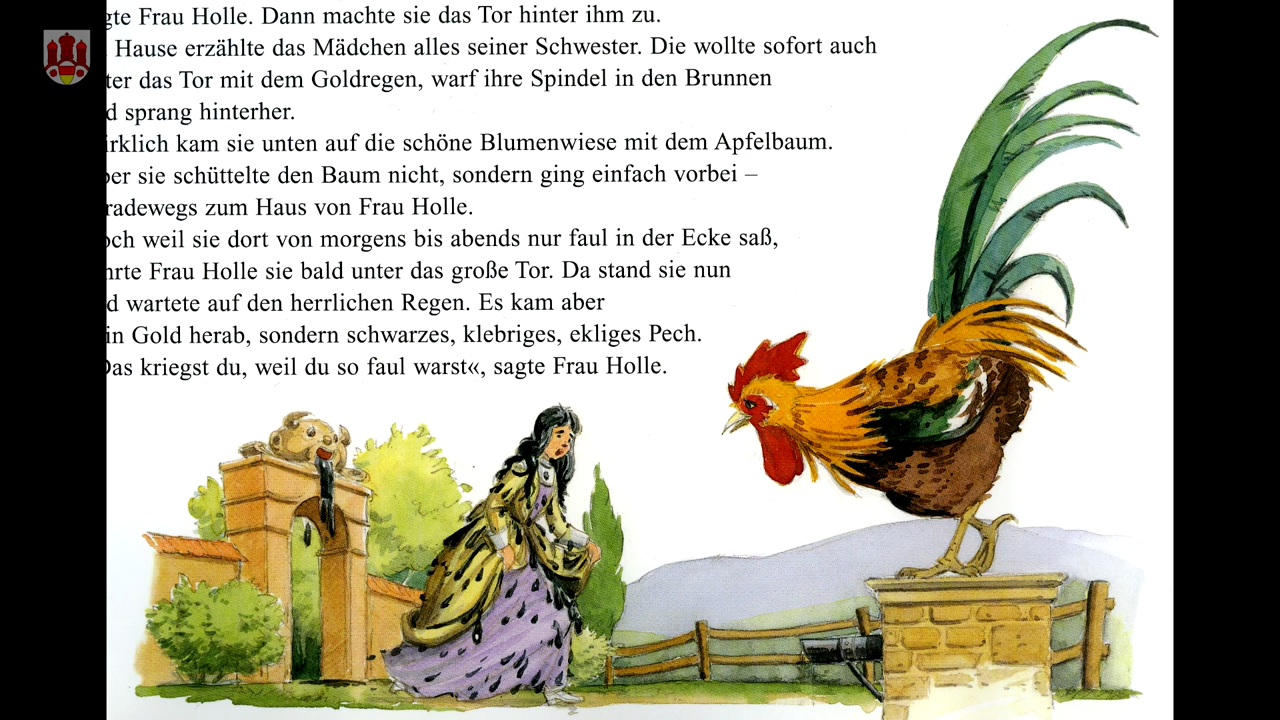 gte Frau Holle. Dann machte sie das Tor hinter ihm zu.
Hause erzählte das Mädchen alles seiner Schwester. Die wollte sofort auch
ter das Tor mit dem Goldregen, warf ihre Spindel in den Brunnen
d sprang hinterher.
irklich kam sie unten auf die schöne Blumenwiese mit dem Apfelbaum.
ber sie schüttelte den Baum nicht, sondern ging einfach vorbei –
radewegs zum Haus von Frau Holle.
och weil sie dort von morgens bis abends nur faul in der Ecke saß,
hrte Frau Holle sie bald unter das große Tor. Da stand sie nun
d wartete auf den herrlichen Regen. Es kam aber
in Gold herab, sondern schwarzes, klebriges, ekliges Pech.
Das kriegst du, weil du so faul warst«, sagte Frau Holle.